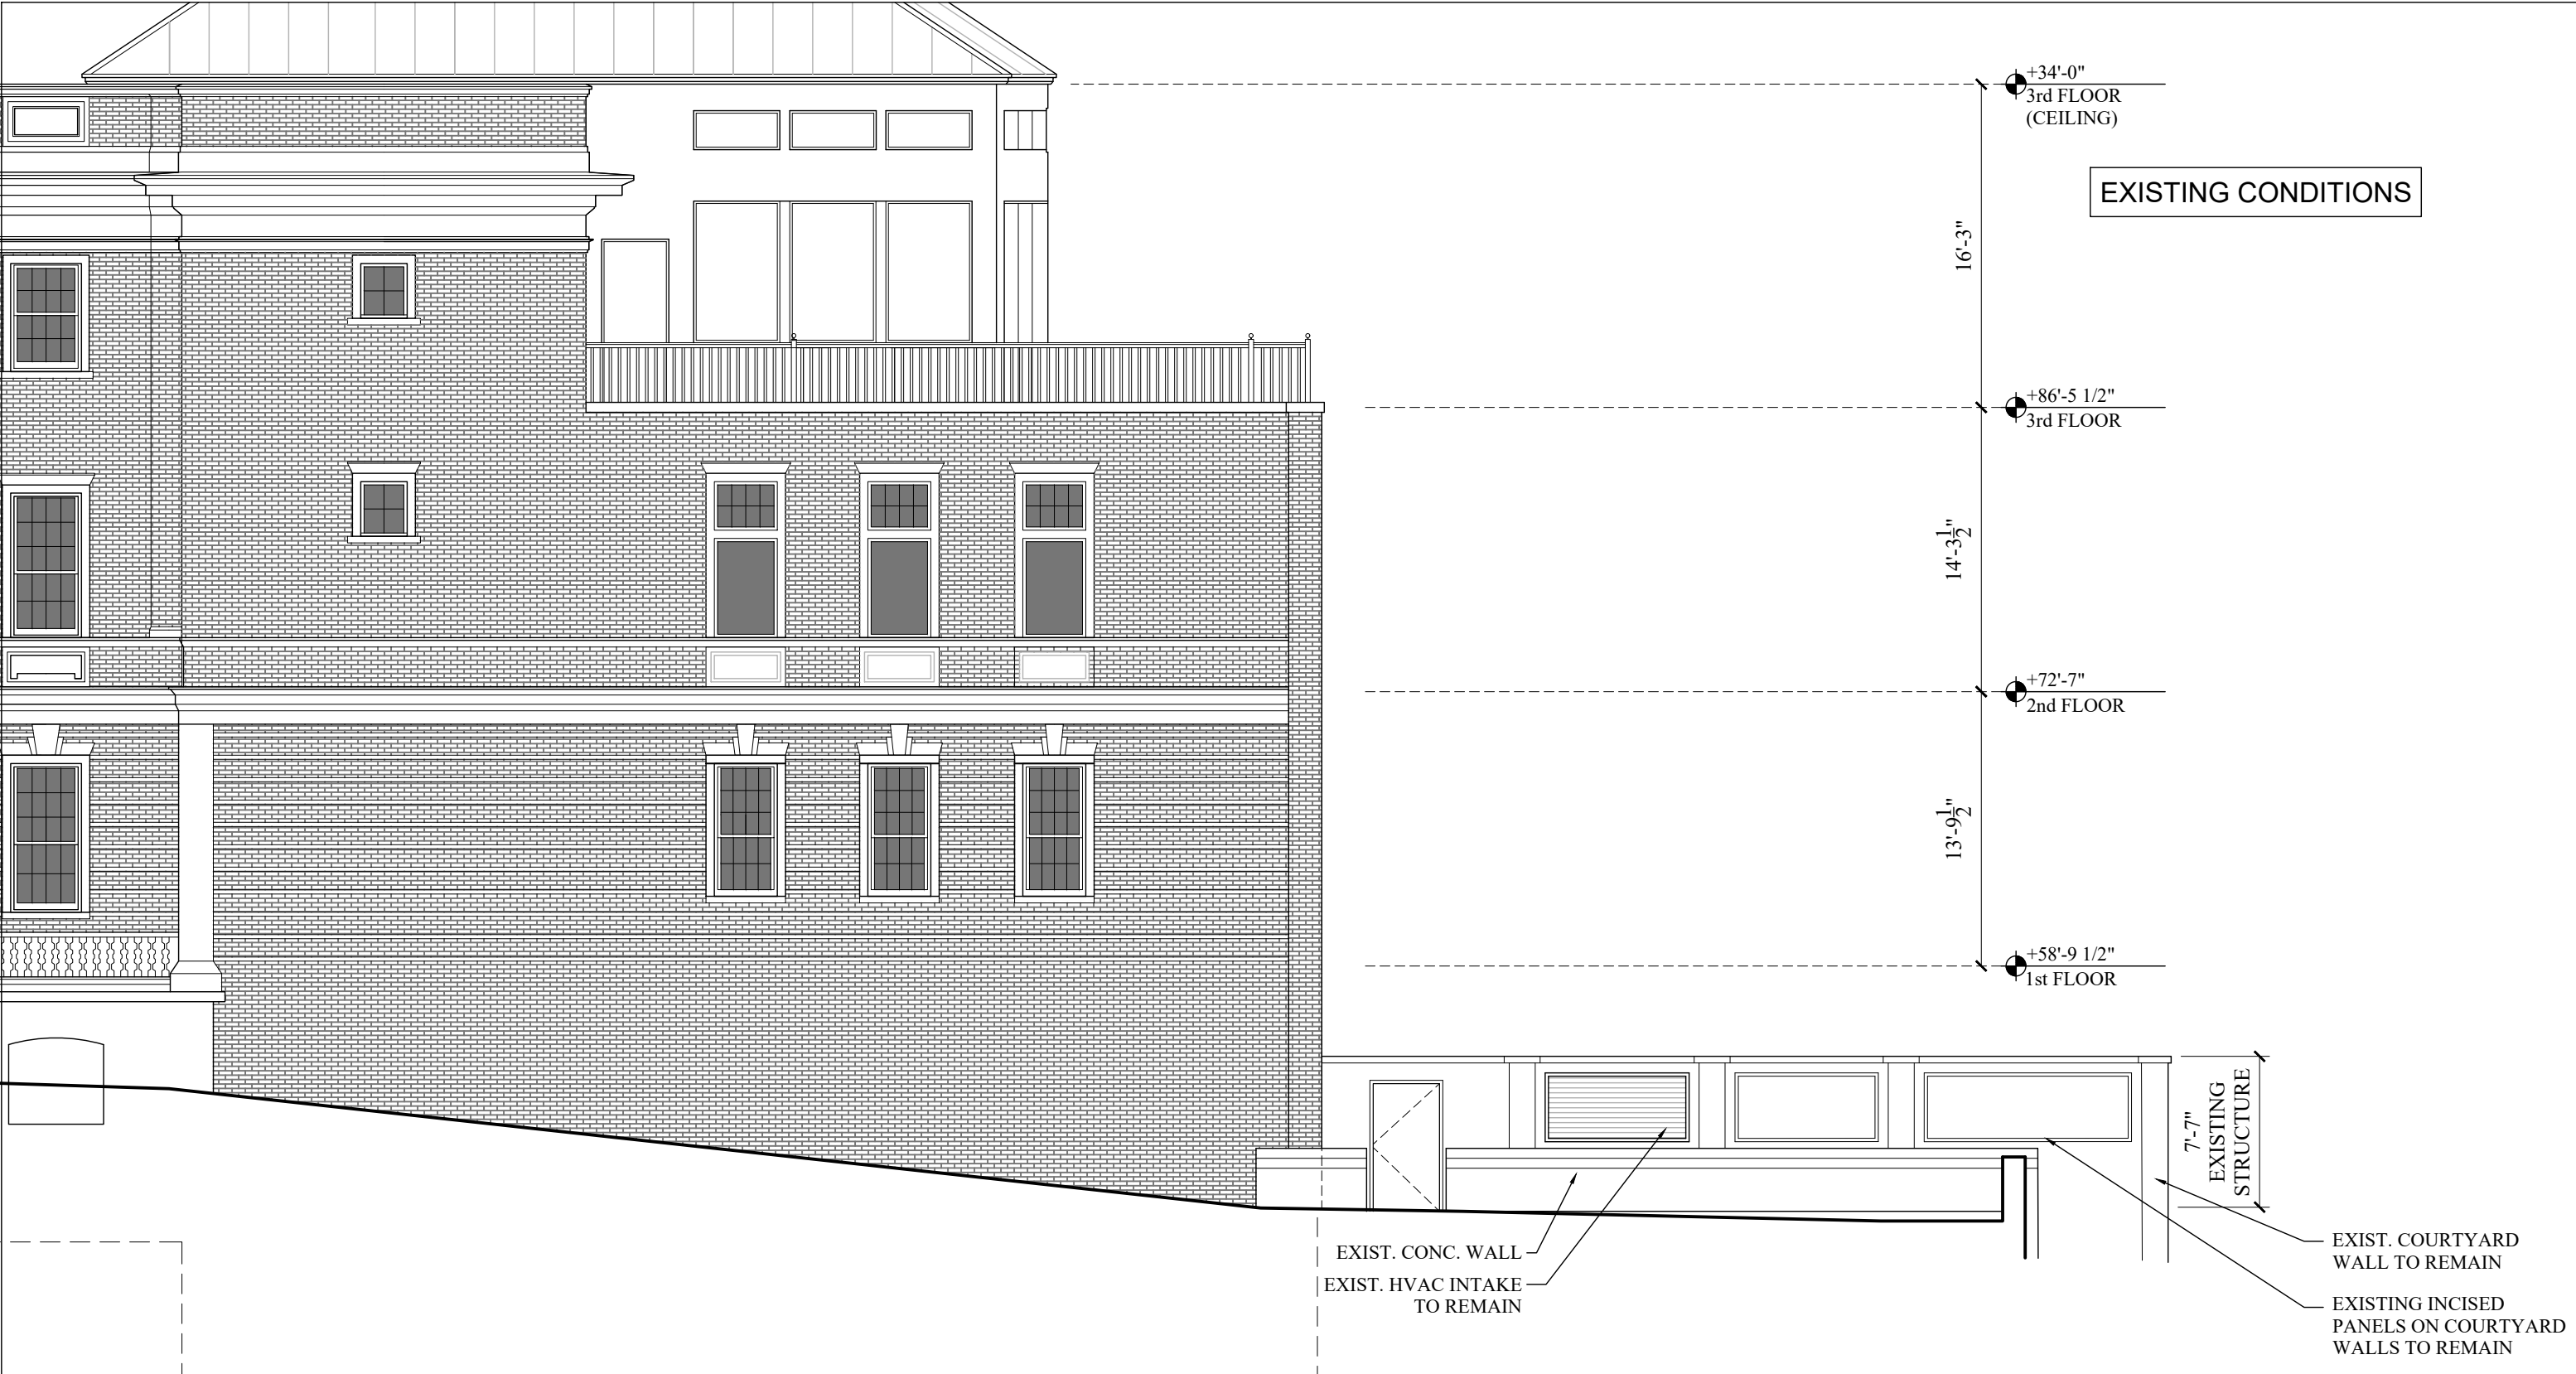 +34'-0"
3rd FLOOR
(CEILING)
EXISTING CONDITIONS
16'-3"
+86'-5 1/2"
3rd FLOOR
14'-3 1/2"
+72'-7"
2nd FLOOR
13'-9 1/2"
+58'-9 1/2"
1st FLOOR
7'-7"
EXISTING
STRUCTURE
EXIST. CONC. WALL
EXIST. HVAC INTAKE
TO REMAIN
EXIST. COURTYARD
WALL TO REMAIN
EXISTING INCISED
PANELS ON COURTYARD
WALLS TO REMAIN